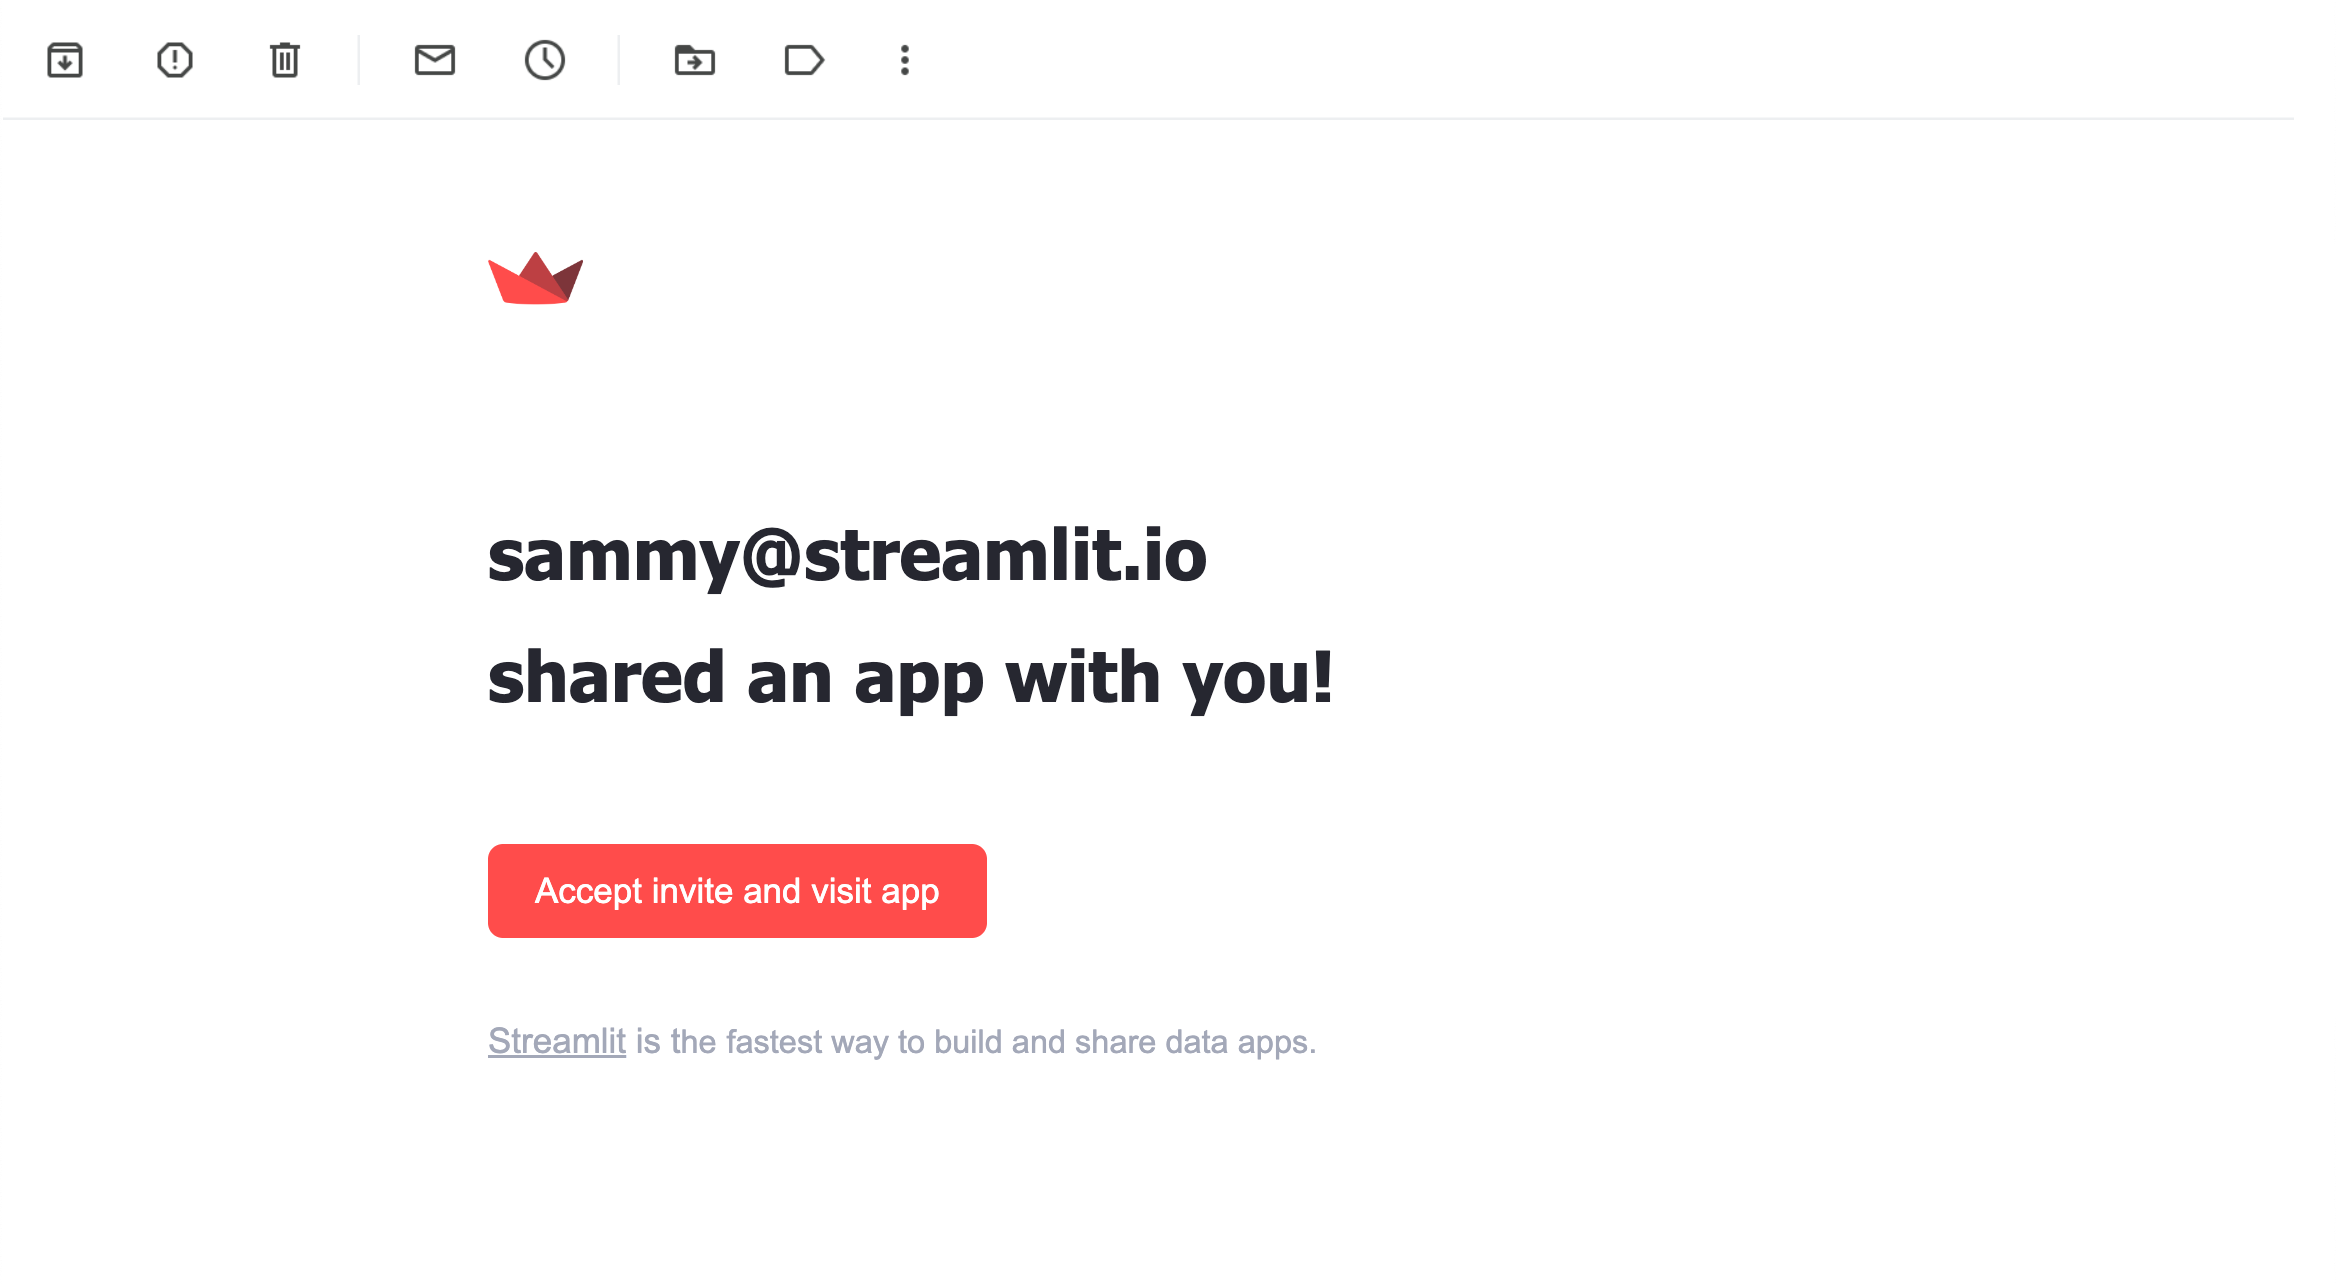 sammy@streamlit.io
shared an app with you!
Accept invite and visit app
Streamlit is the fastest way to build and share data apps.